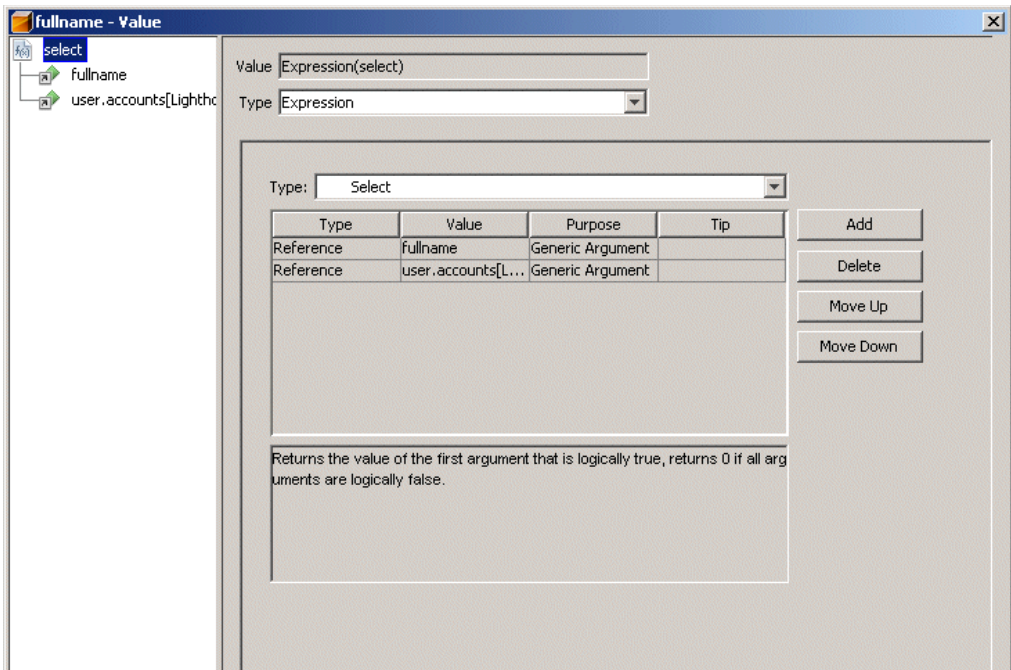 fullname - Value
select
fullname
user.accounts[Lighthc
Value Expression(select)
Type Expression
Type: Select
Type Value Purpose Tip
Reference fullname Generic Argument
Reference user.accounts[L... Generic Argument
Add
Delete
Move Up
Move Down
Returns the value of the first argument that is logically true, returns 0 if all arg
uments are logically false.